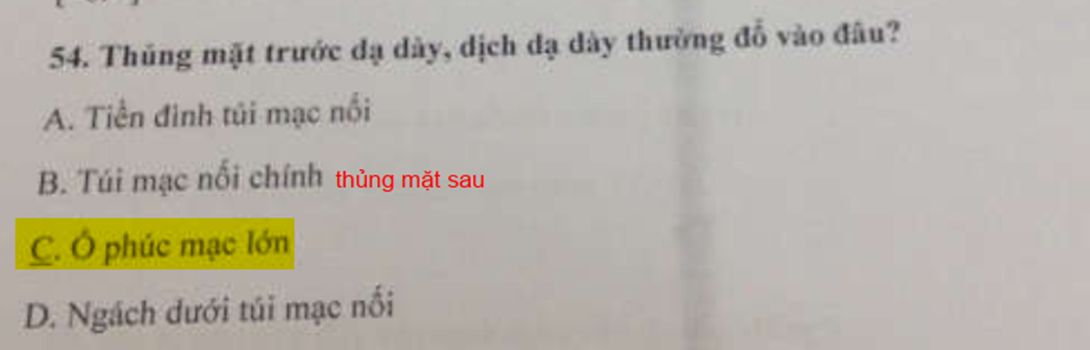 54. Thủng mặt trước dạ dày, dịch dạ dày thường đổ vào đâu?
A. Tiền đình túi mạc nối
B. Túi mạc nối chính thủng mặt sau
C. Ổ phúc mạc lớn
D. Ngách dưới túi mạc nối